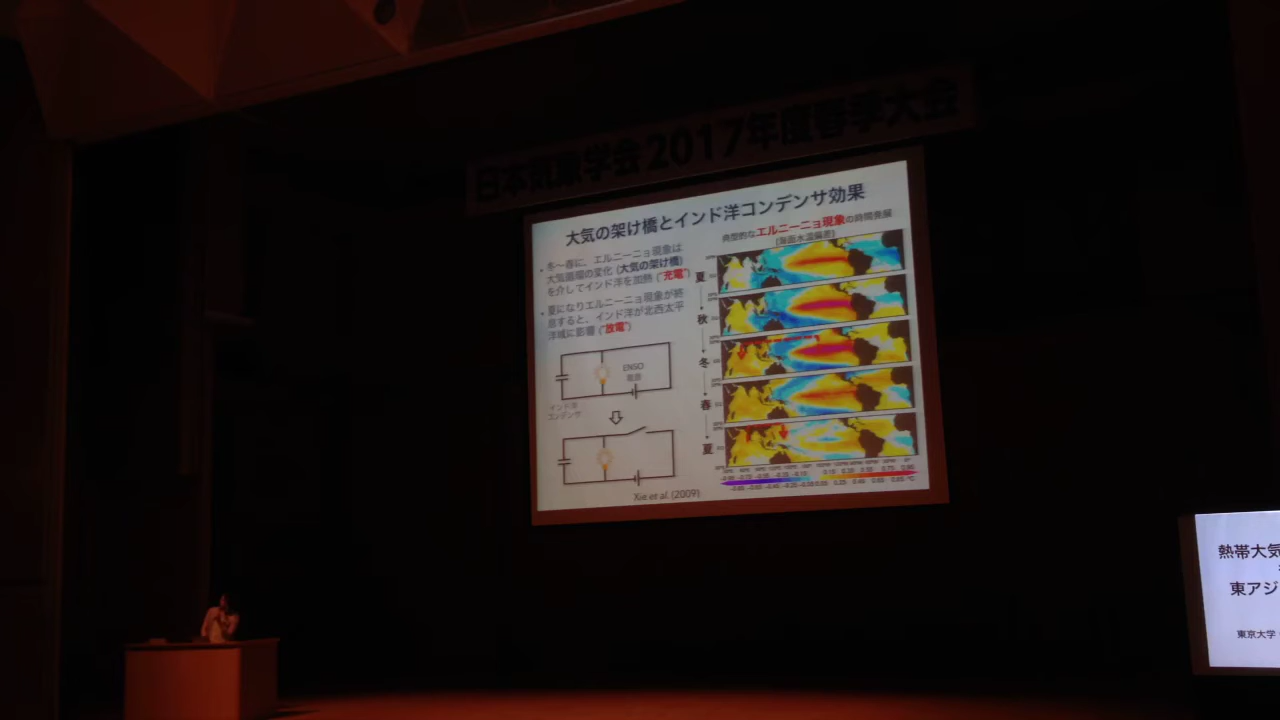 日本気象学会2017年度春季大会
大気の架け橋とインド洋コンデンサ効果
・冬〜春に、エルニーニョ現象は
大気循環の変化 (大気の架け橋)
を介してインド洋を加熱 ("充電")
・夏になりエルニーニョ現象が終
息すると、インド洋が北西太平
洋域に影響 ("放電")
ENSO
電源
インド洋
コンデンサ
Xie et al. (2009)
典型的なエルニーニョ現象の時間発展
(海面水温偏差)
夏
秋
冬
春
夏
熱帯大気
東アジ
東京大学